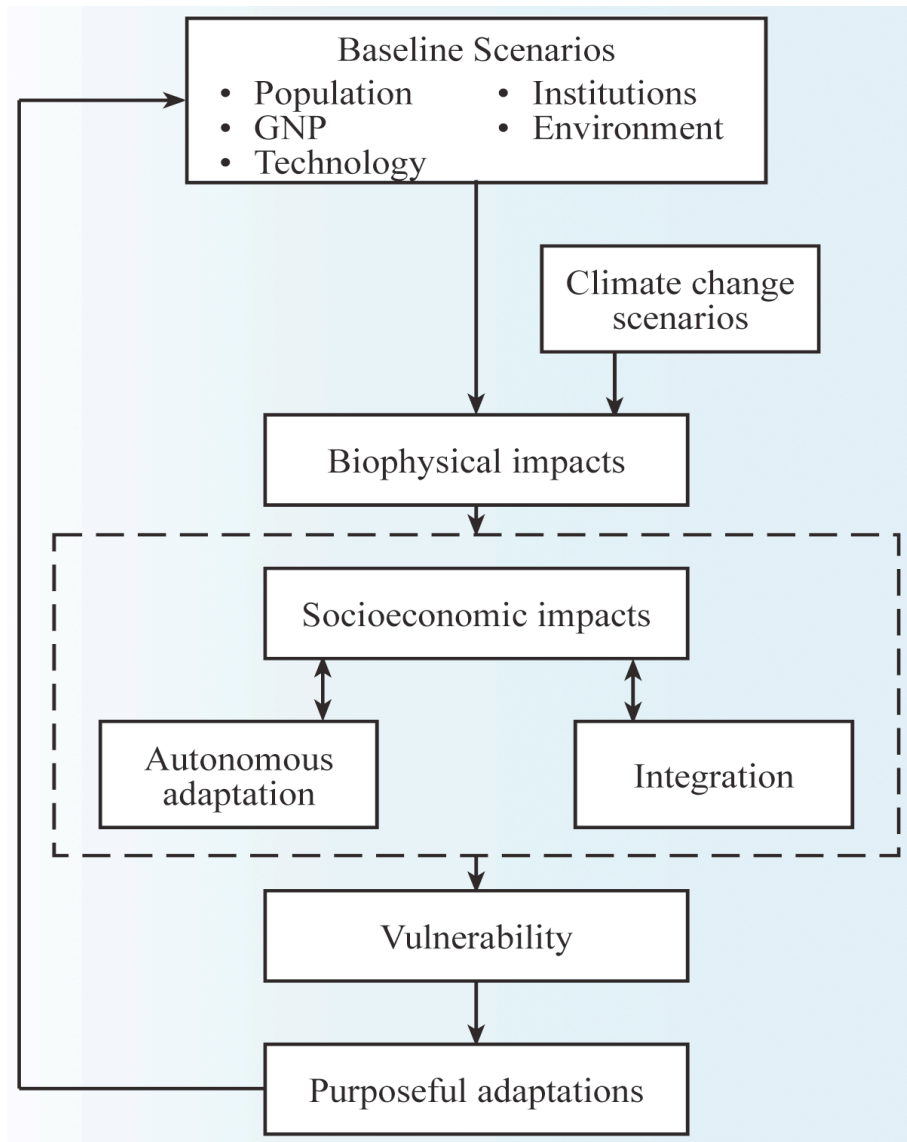 Baseline Scenarios
• Population
• GNP
• Technology
• Institutions
• Environment
Climate change
scenarios
Biophysical impacts
Socioeconomic impacts
Autonomous
adaptation
Integration
Vulnerability
Purposeful adaptations